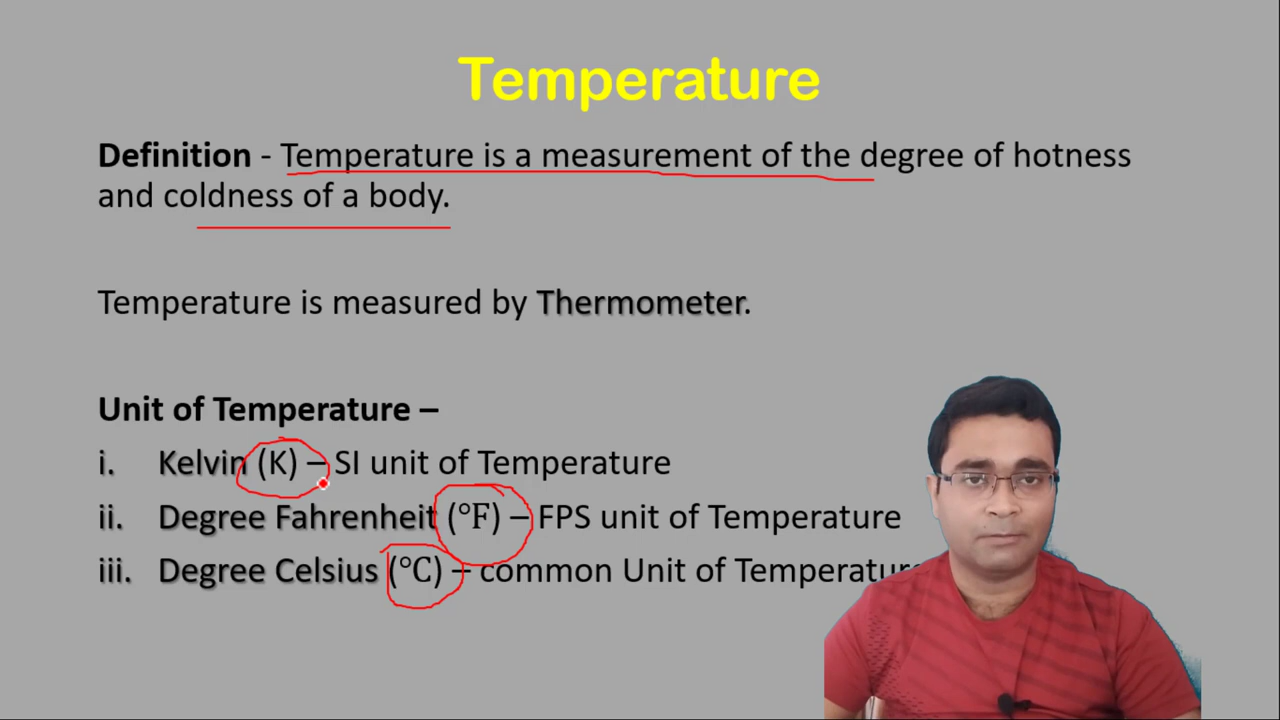 Temperature
Definition - Temperature is a measurement of the degree of hotness
and coldness of a body.
Temperature is measured by Thermometer.
Unit of Temperature –
i. Kelvin (K) – SI unit of Temperature
ii. Degree Fahrenheit (°F) – FPS unit of Temperature
iii. Degree Celsius (°C) – common Unit of Temperature